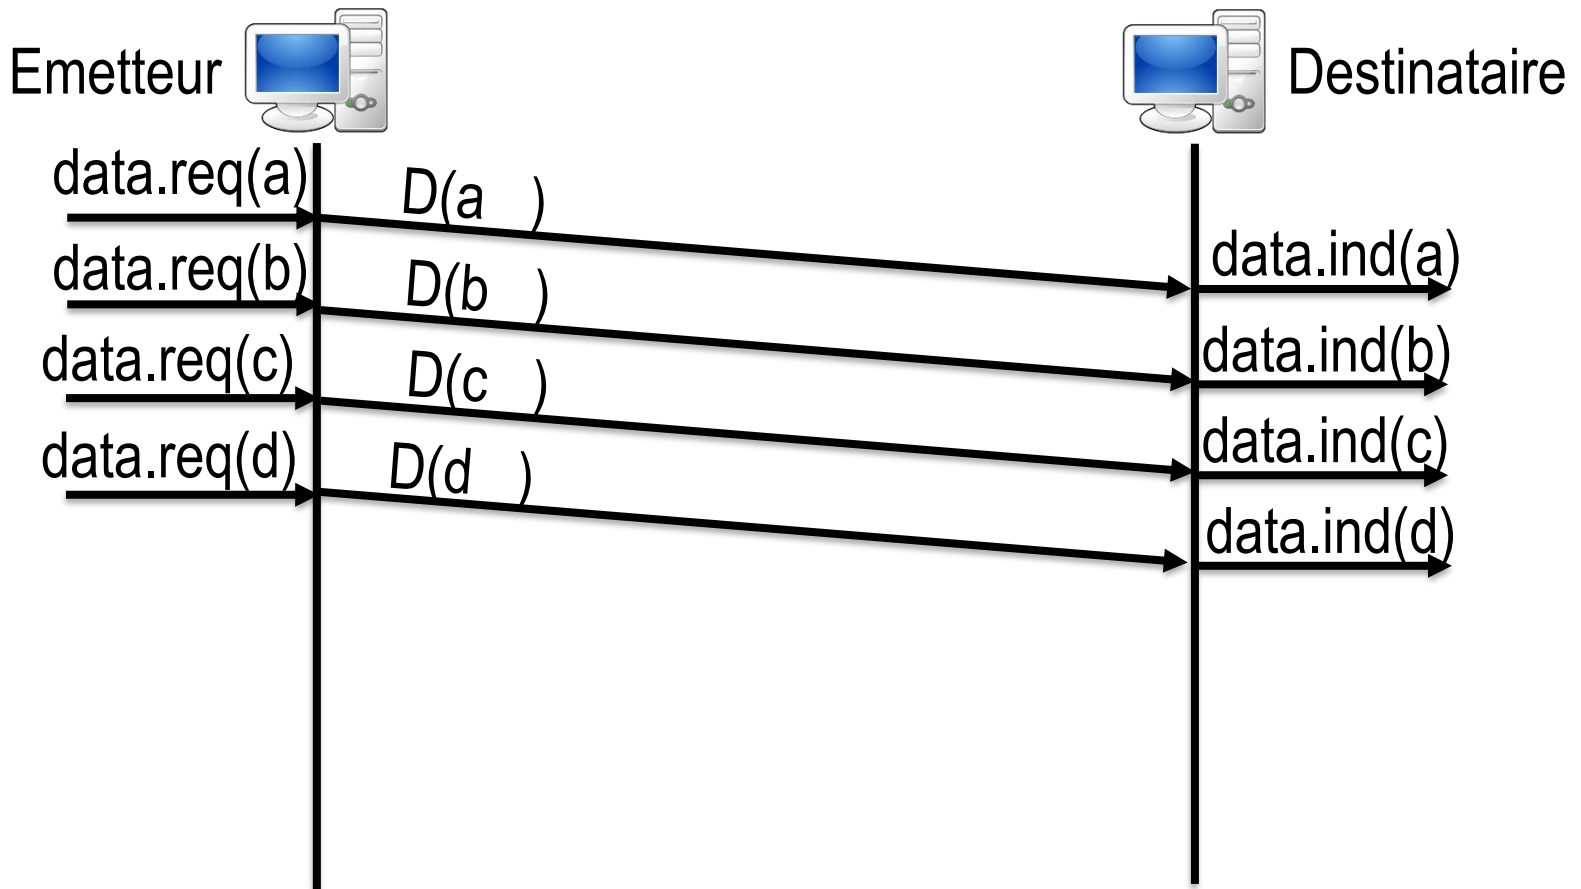 Emetteur
Destinataire
data.req(a)
D(a )
data.ind(a)
data.req(b)
D(b )
data.ind(b)
data.req(c)
D(c )
data.ind(c)
data.req(d)
D(d )
data.ind(d)